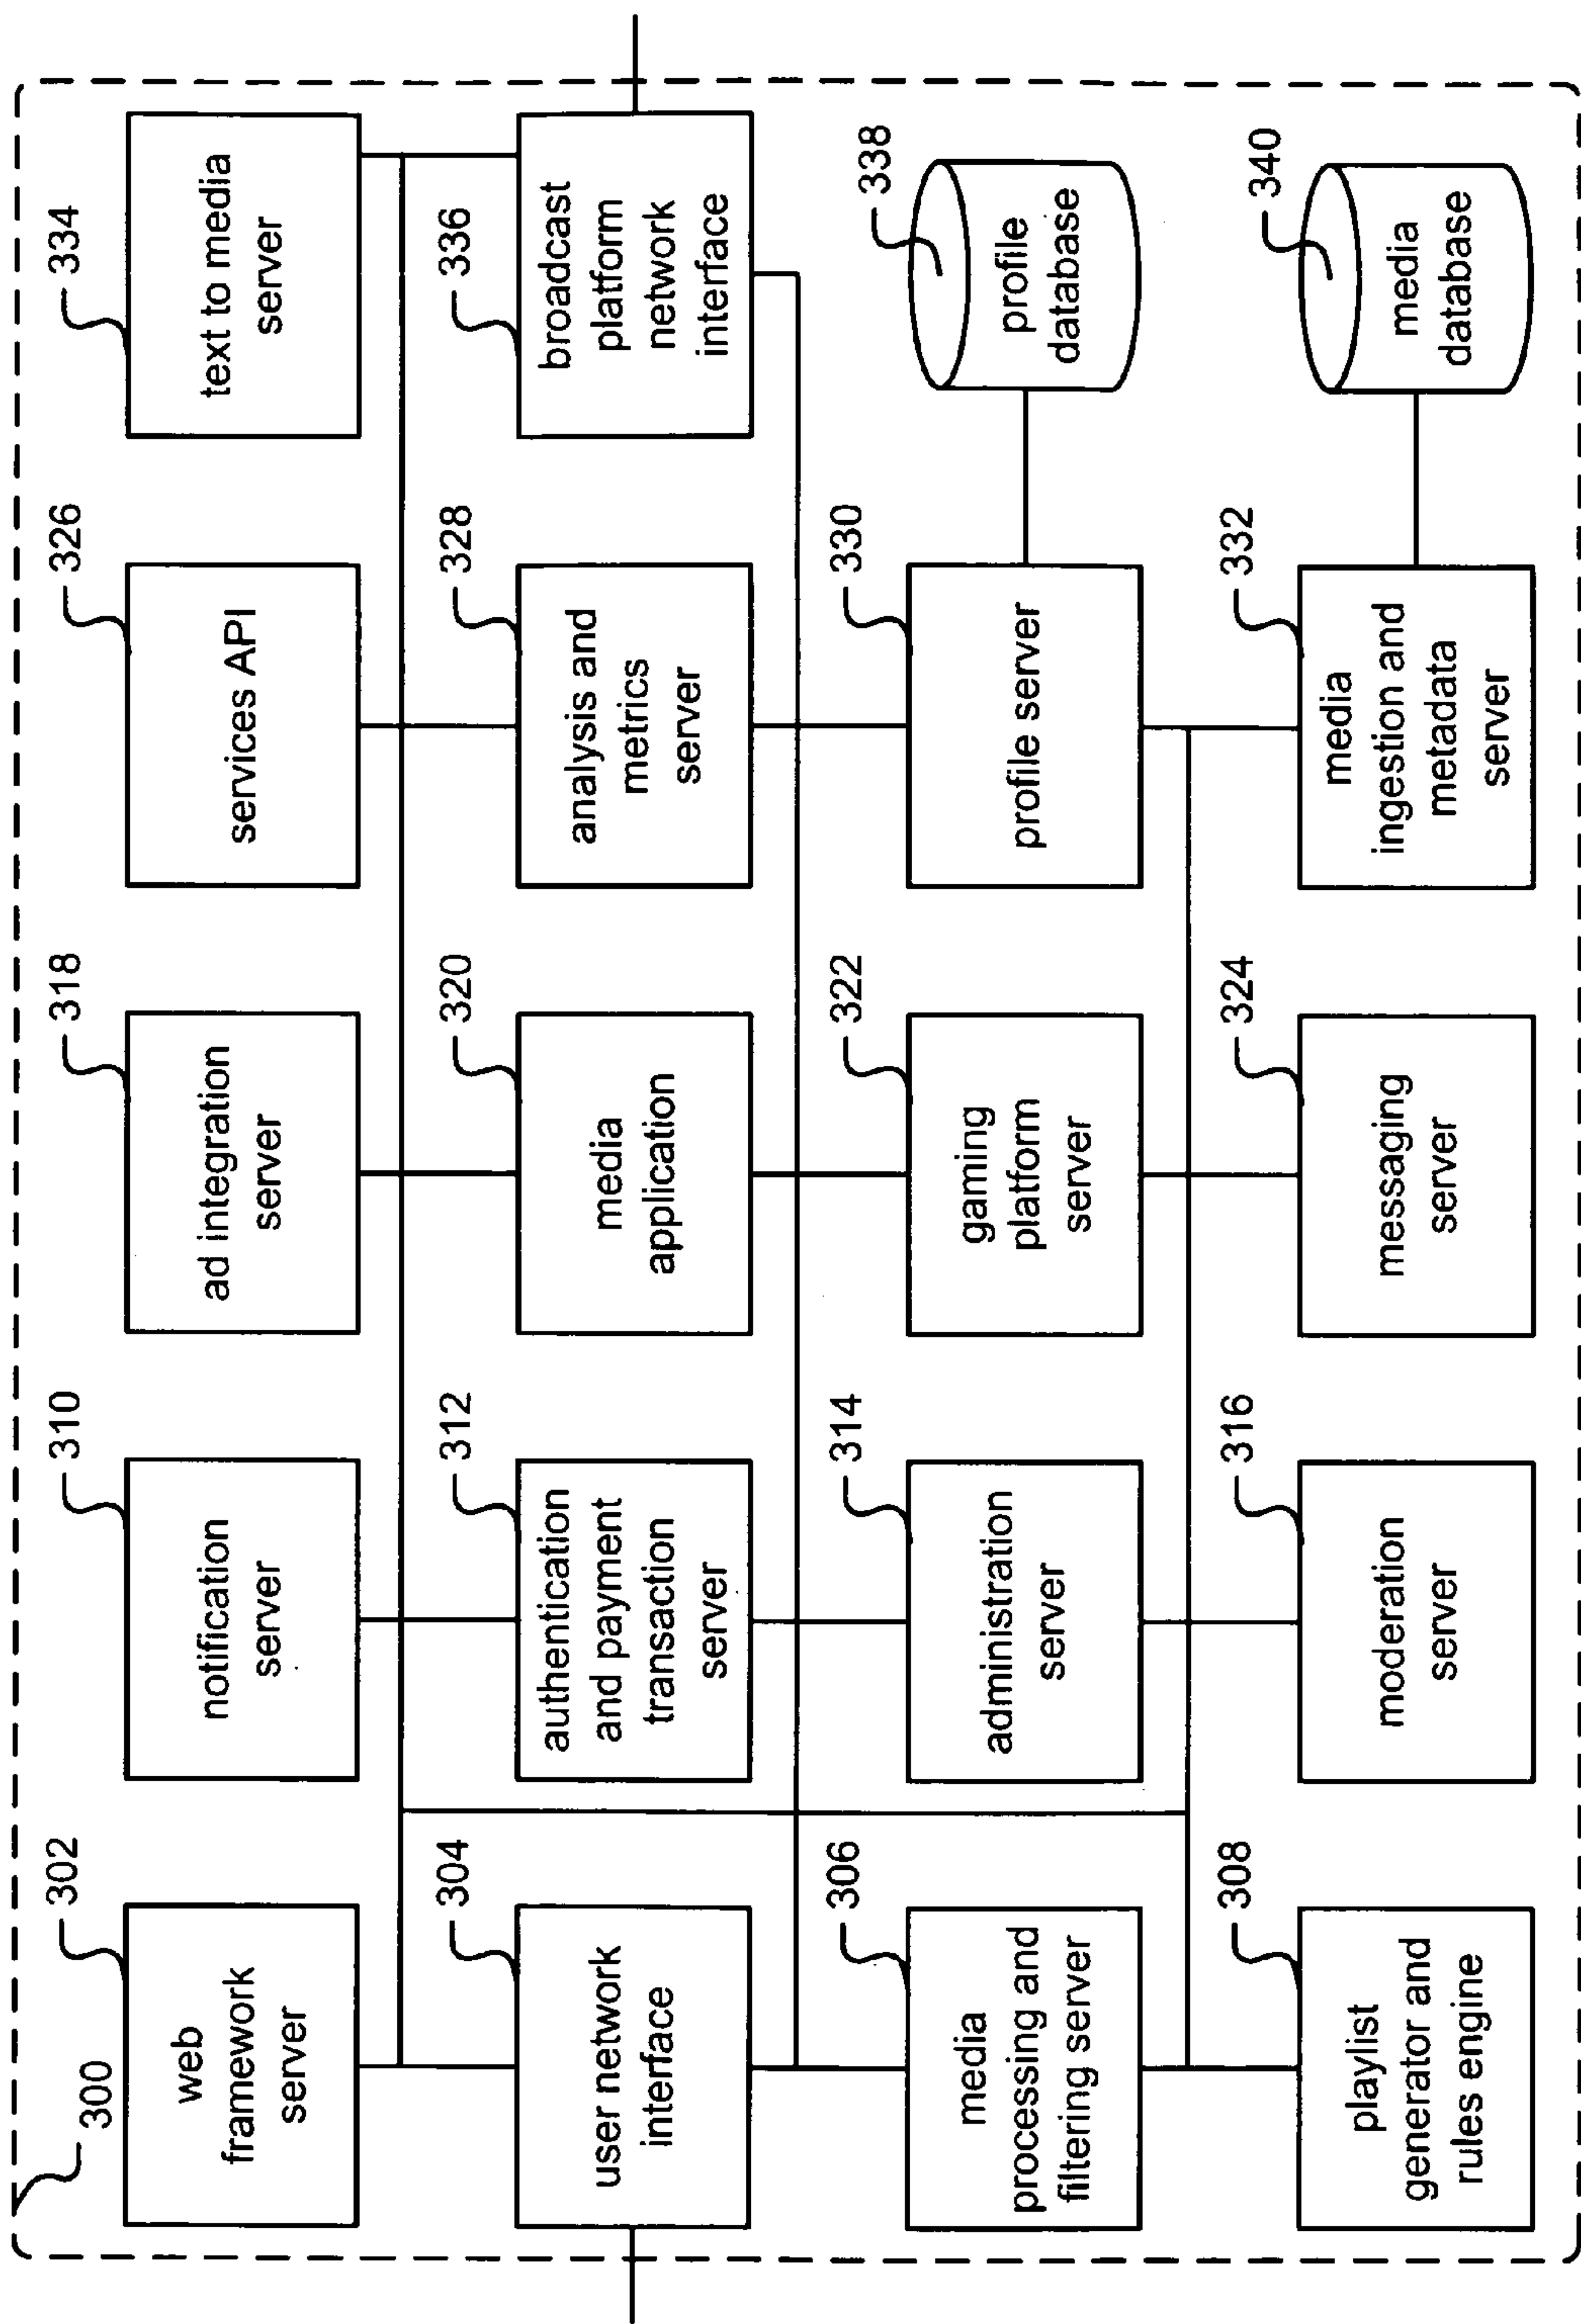 300
302
web
framework
server
304
user network
interface
306
media
processing and
filtering server
308
playlist
generator and
rules engine
310
notification
server
312
authentication
and payment
transaction
server
314
administration
server
316
moderation
server
318
ad integration
server
320
media
application
322
gaming
platform
server
324
messaging
server
326
services API
328
analysis and
metrics
server
330
profile server
332
media
ingestion and
metadata
server
334
text to media
server
336
broadcast
platform
network
interface
338
profile
database
340
media
database